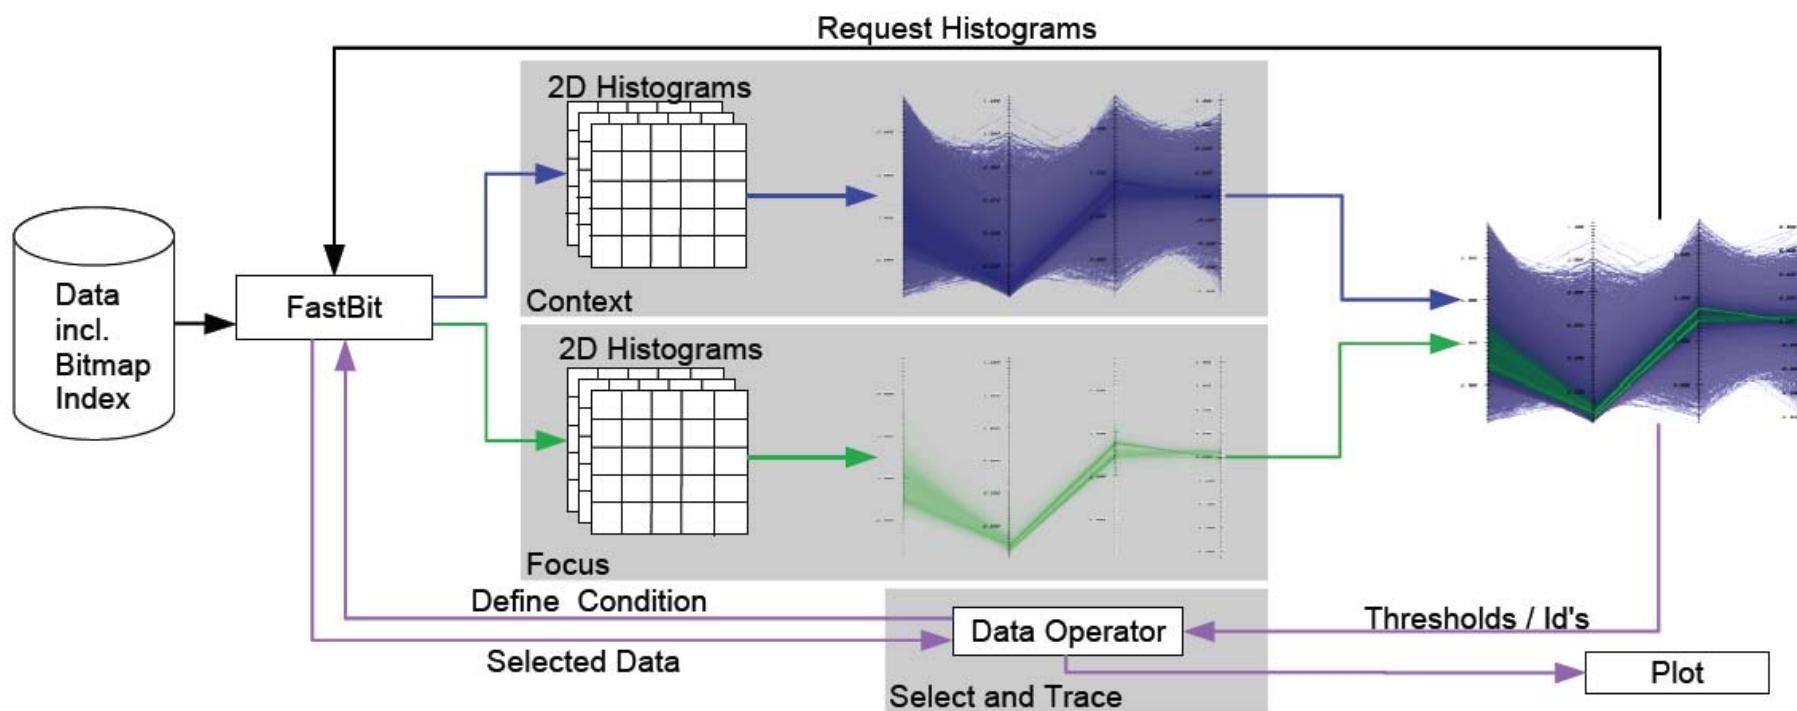 Request Histograms
2D Histograms
Context
Data
incl.
Bitmap
Index
FastBit
2D Histograms
Focus
Define Condition
Selected Data
Data Operator
Select and Trace
Thresholds / Id's
Plot